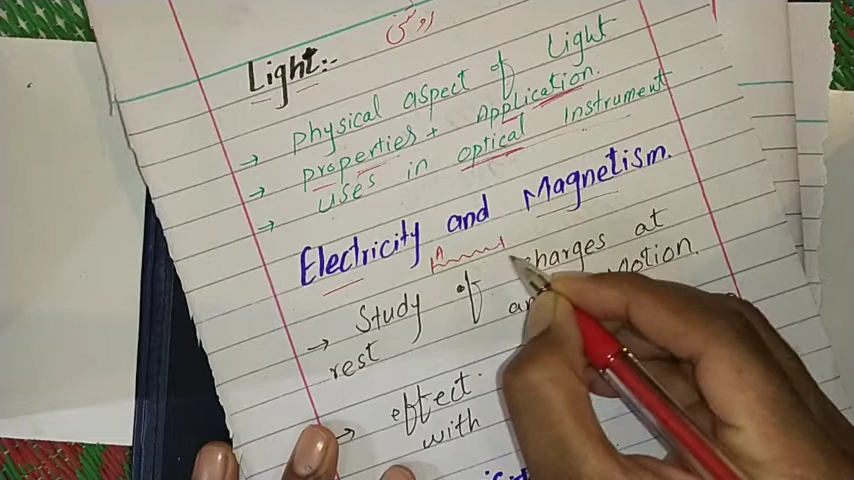 روشنی
Light:-
→ physical aspect of Light
→ properties + Application.
→ uses in optical Instrument
Electricity and Magnetism.
A
→ Study of charges at
rest Motion
→ effect.
with